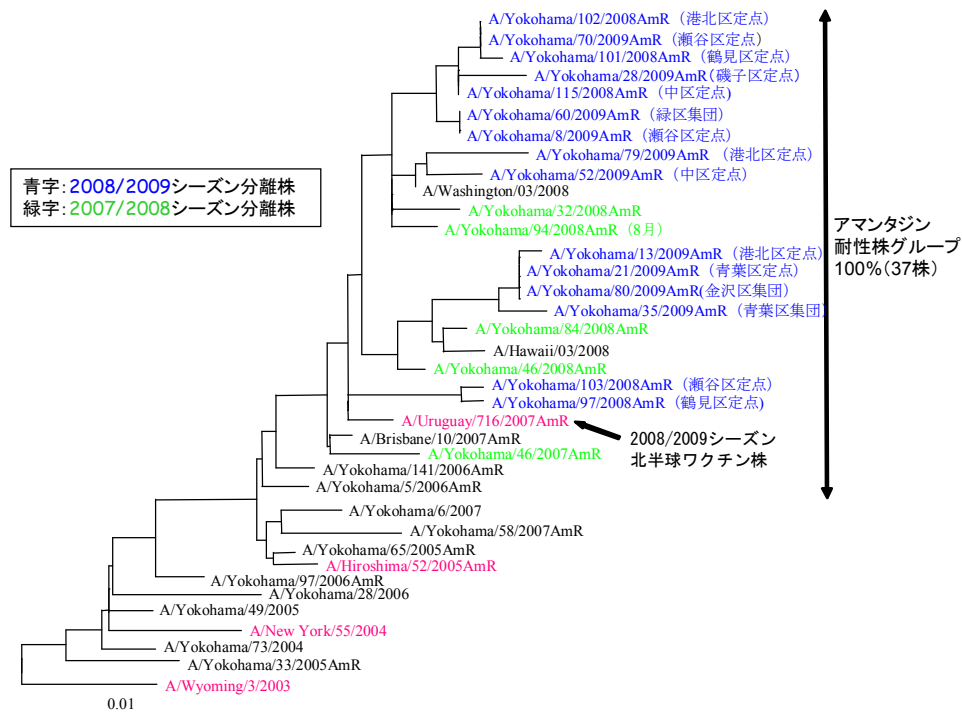 A/Yokohama/102/2008AmR（港北区定点）
A/Yokohama/70/2009AmR（瀬谷区定点）
A/Yokohama/101/2008AmR（鶴見区定点）
A/Yokohama/28/2009AmR（磯子区定点）
A/Yokohama/115/2008AmR（中区定点）
A/Yokohama/60/2009AmR（緑区集団）
A/Yokohama/8/2009AmR（瀬谷区定点）
A/Yokohama/79/2009AmR（港北区定点）
A/Yokohama/52/2009AmR（中区定点）
A/Washington/03/2008
A/Yokohama/32/2008AmR
A/Yokohama/94/2008AmR（8月）
A/Yokohama/13/2009AmR（港北区定点）
A/Yokohama/21/2009AmR（青葉区定点）
A/Yokohama/80/2009AmR(金沢区集団）
A/Yokohama/35/2009AmR（青葉区集団）
A/Yokohama/84/2008AmR
A/Hawaii/03/2008
A/Yokohama/46/2008AmR
A/Yokohama/103/2008AmR（瀬谷区定点）
A/Yokohama/97/2008AmR（鶴見区定点）
A/Uruguay/716/2007AmR
A/Brisbane/10/2007AmR
A/Yokohama/46/2007AmR
A/Yokohama/141/2006AmR
A/Yokohama/5/2006AmR
A/Yokohama/6/2007
A/Yokohama/58/2007AmR
A/Yokohama/65/2005AmR
A/Hiroshima/52/2005AmR
A/Yokohama/97/2006AmR
A/Yokohama/28/2006
A/Yokohama/49/2005
A/New York/55/2004
A/Yokohama/73/2004
A/Yokohama/33/2005AmR
A/Wyoming/3/2003
0.01
青字：2008/2009シーズン分離株
緑字：2007/2008シーズン分離株
アマンタジン
耐性株グループ
100%（37株）
2008/2009シーズン
北半球ワクチン株